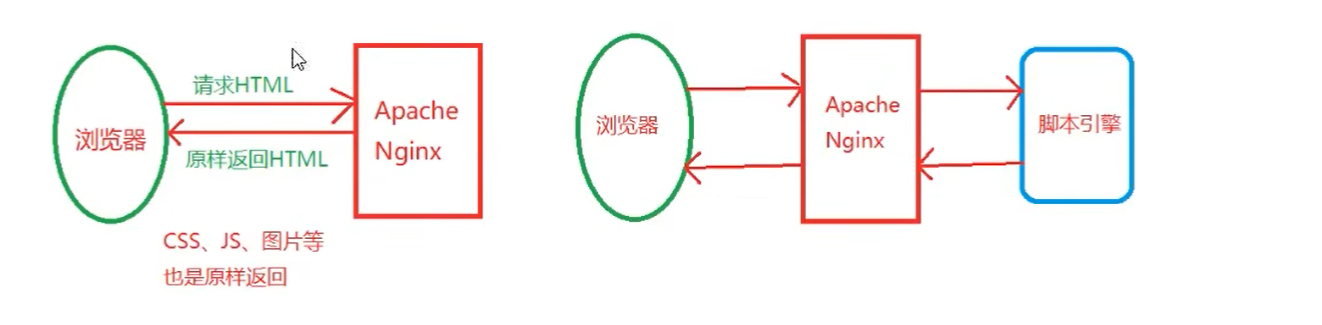 请求HTML
浏览器
Apache
Nginx
原样返回HTML
CSS、JS、图片等
也是原样返回
浏览器
Apache
Nginx
脚本引擎